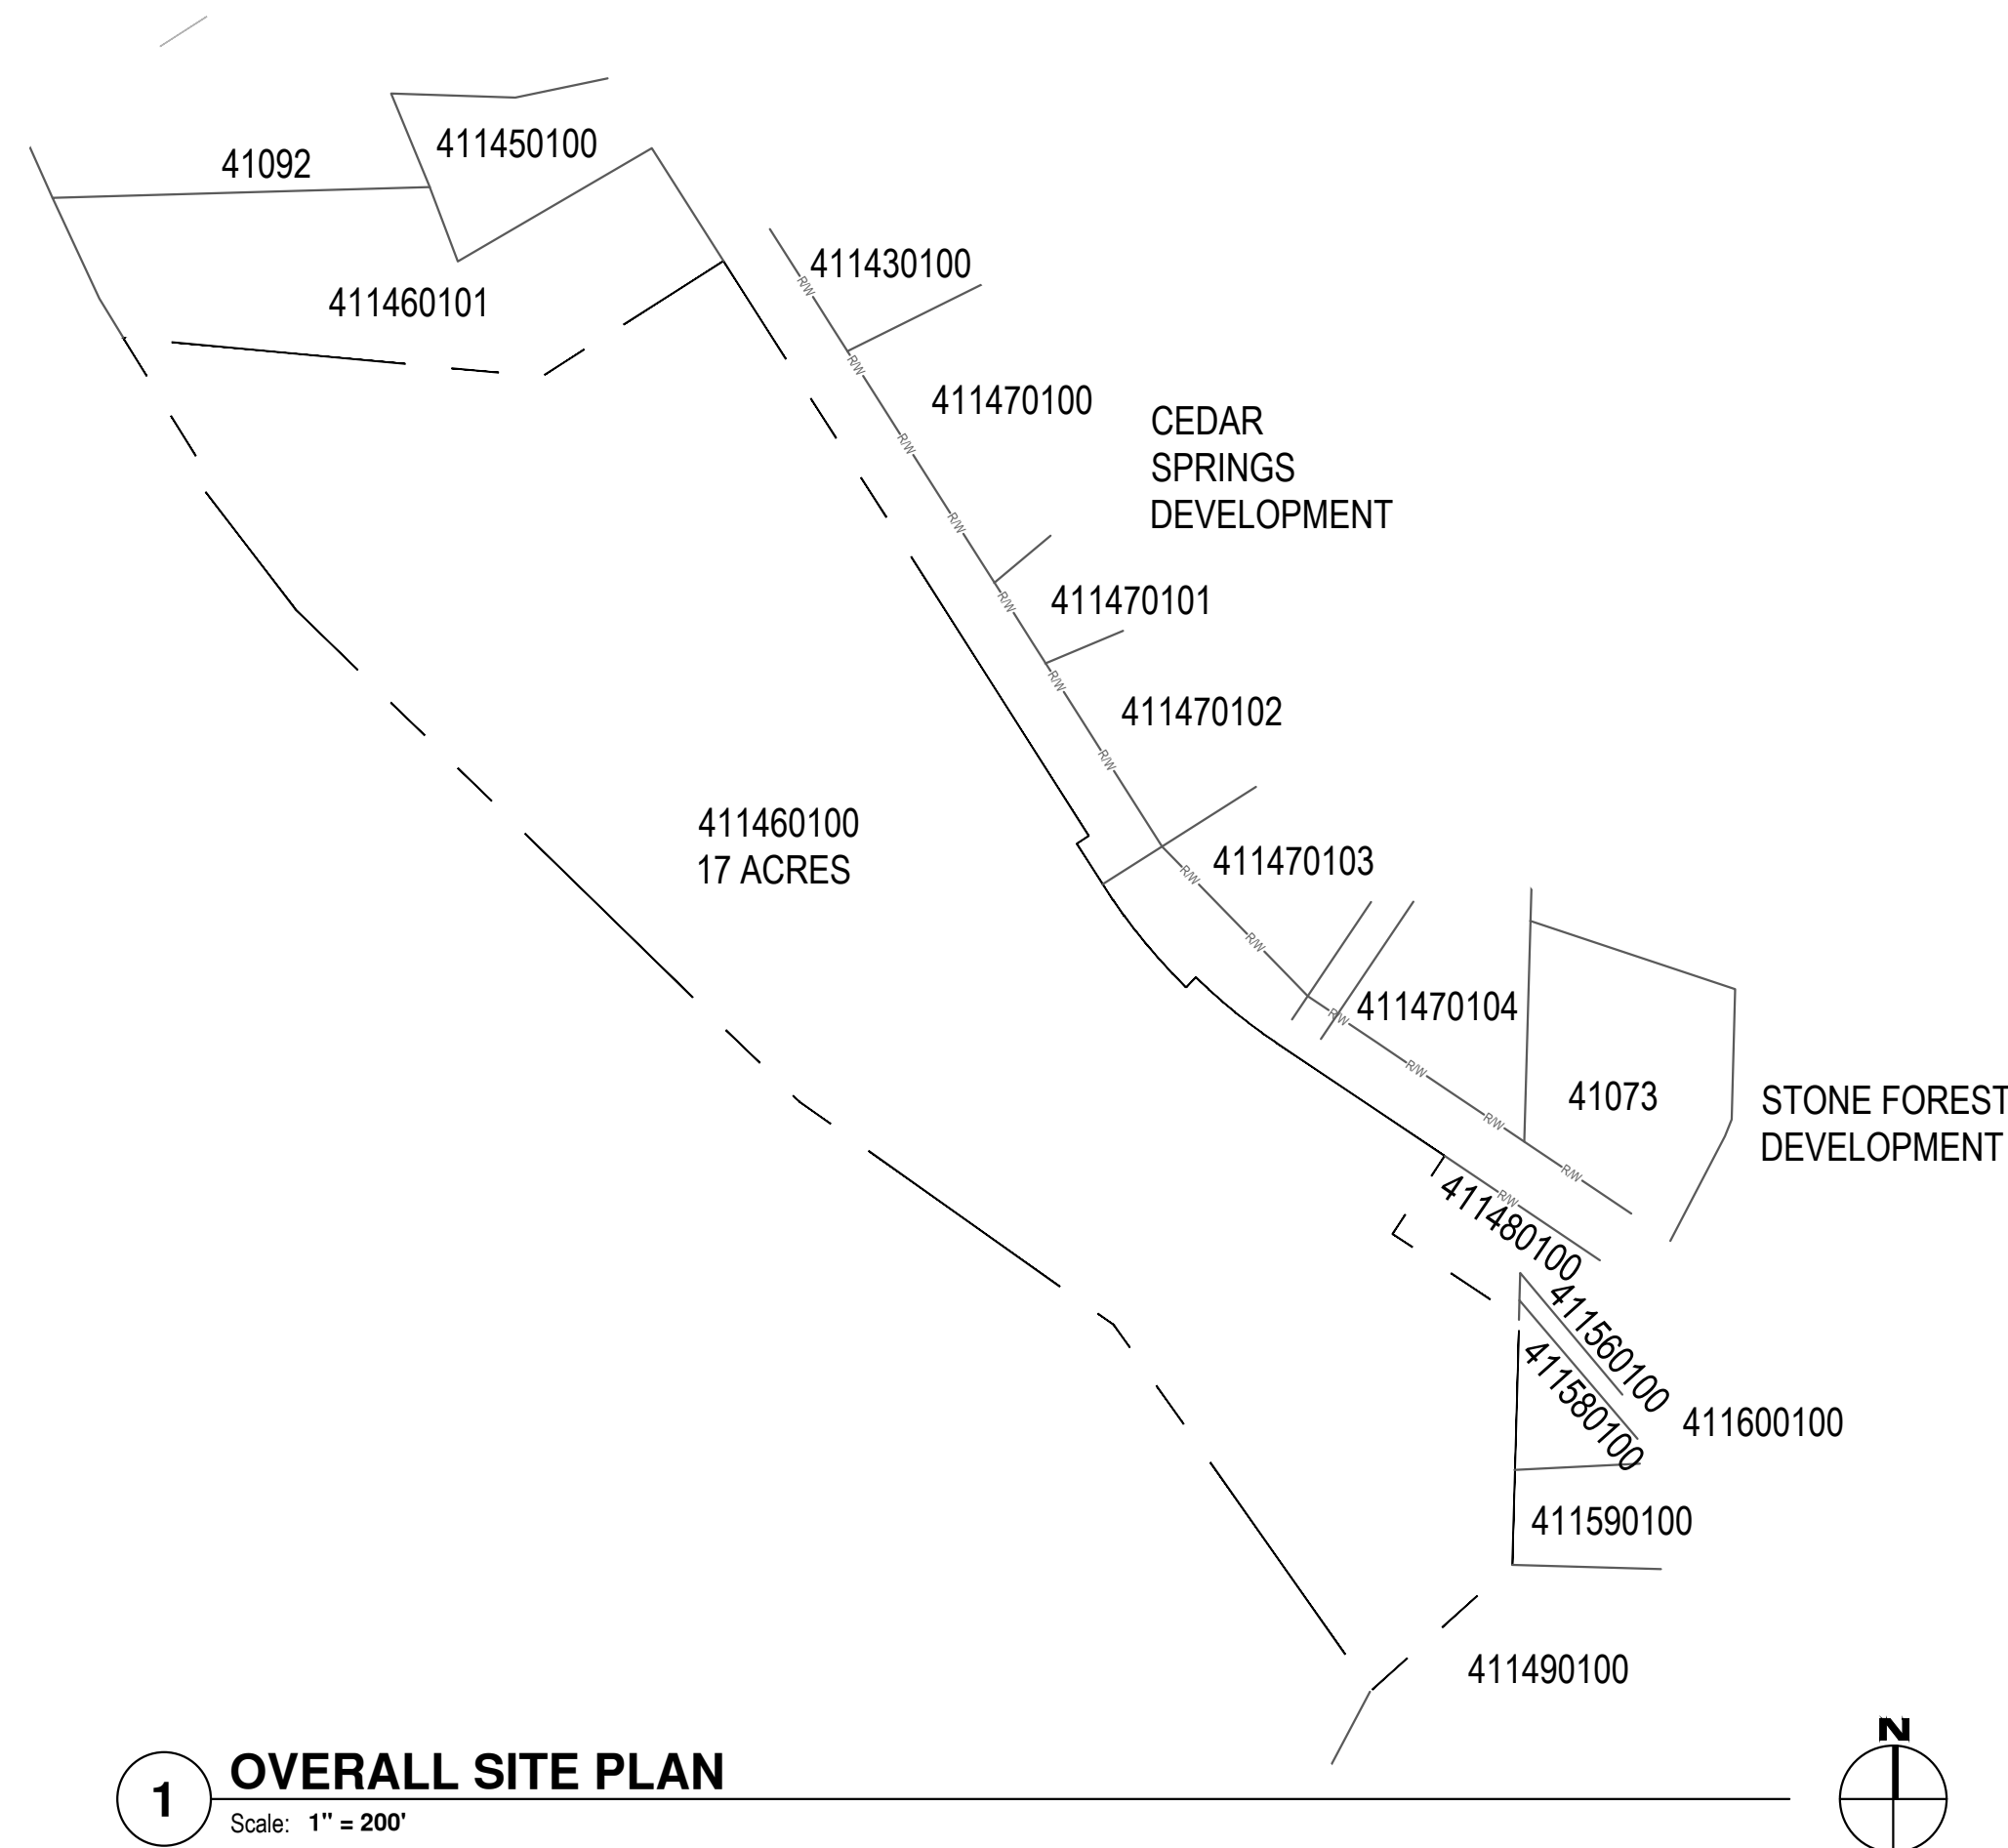 411450100
41092
411430100
411460101
411470100
CEDAR
SPRINGS
DEVELOPMENT
411470101
411470102
411460100
17 ACRES
411470103
411470104
41073
STONE FOREST
DEVELOPMENT
411480100
411560100
411580100
411600100
411590100
411490100
R/W
R/W
R/W
R/W
R/W
R/W
R/W
R/W
R/W
R/W
R/W
R/W
R/W
R/W
N
1
OVERALL SITE PLAN
Scale: 1" = 200'